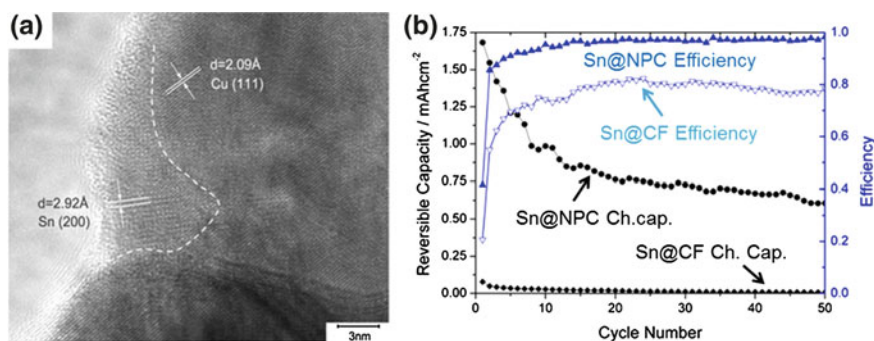 (a)
d=2.09Å
Cu (111)
d=2.92Å
Sn (200)
3nm
(b)
Reversible Capacity / mAhcm⁻²
1.75
1.50
1.25
1.00
0.75
0.50
0.25
0.00
Sn@NPC Efficiency
Sn@CF Efficiency
Sn@NPC Ch.cap.
Sn@CF Ch. Cap.
1.0
0.8
0.6
0.4
0.2
0.0
Efficiency
0 10 20 30 40 50
Cycle Number